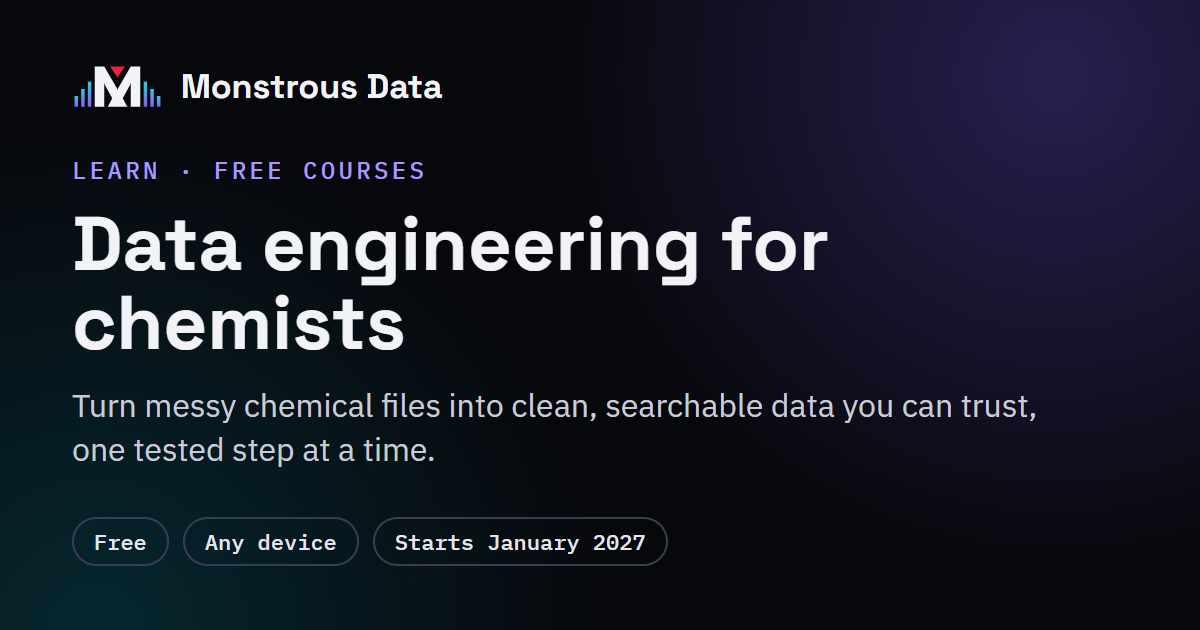 Monstrous Data
LEARN · FREE COURSES
Data engineering for
chemists
Turn messy chemical files into clean, searchable data you can trust,
one tested step at a time.
Free
Any device
Starts January 2027